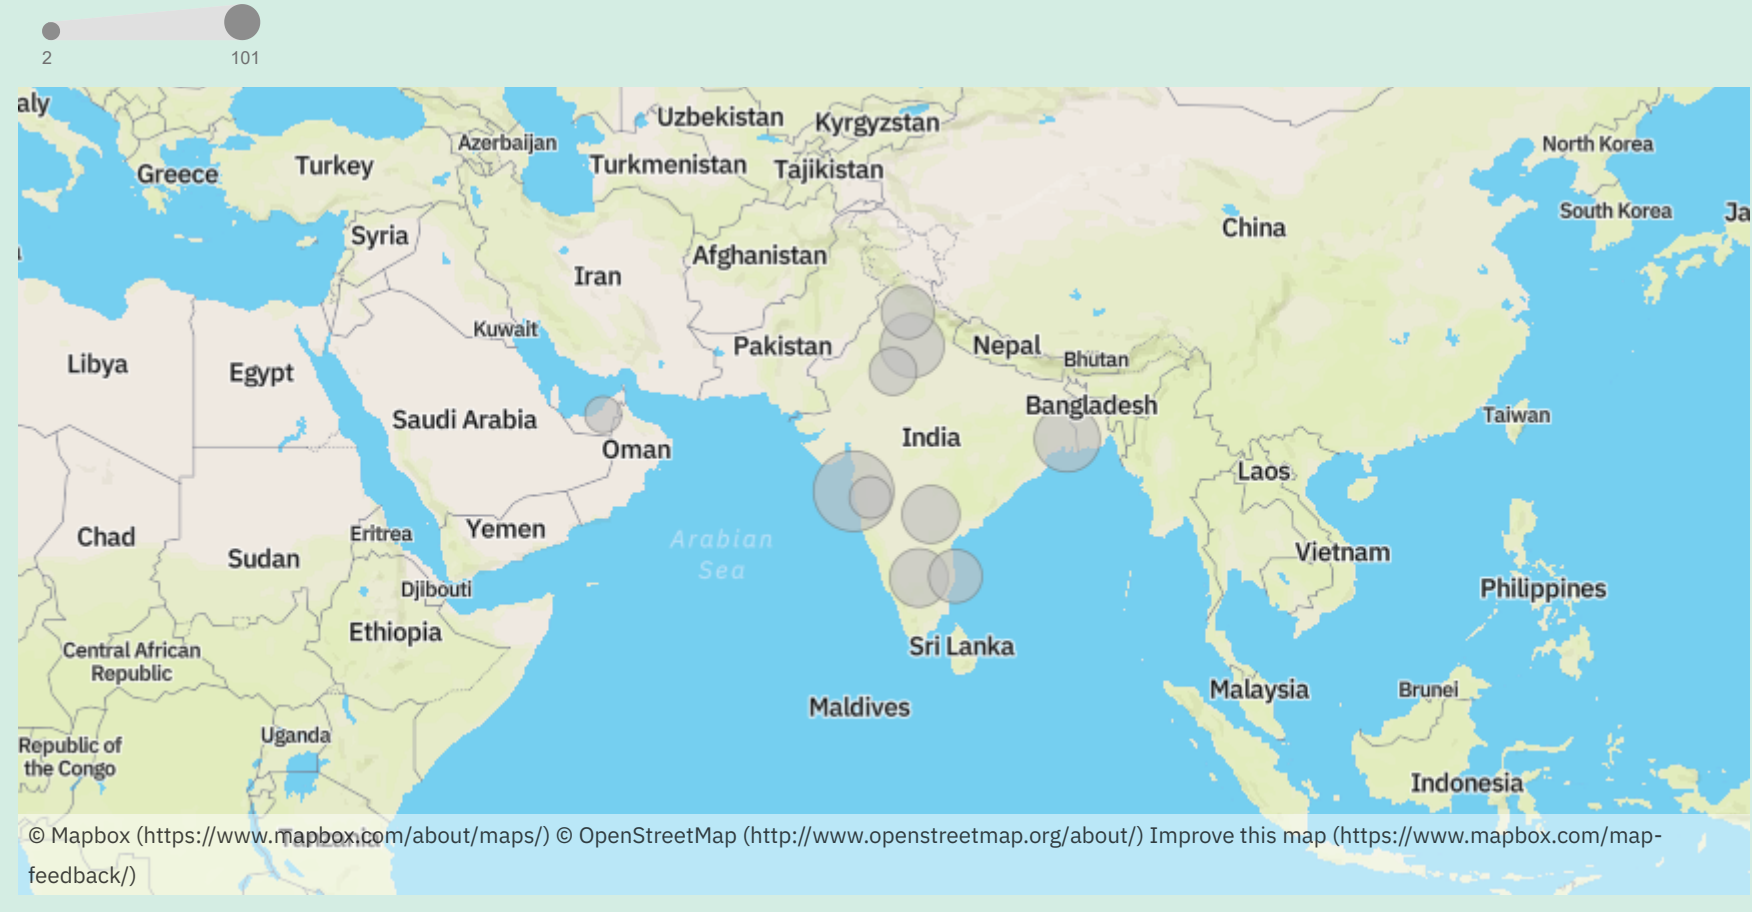 2
101
aly
Uzbekistan
Kyrgyzstan
Azerbaijan
North Korea
Greece
Turkey
Turkmenistan
Tajikistan
South Korea
Ja
Syria
China
Afghanistan
Iran
Kuwait
Pakistan
Nepal
Bhutan
Libya
Egypt
Bangladesh
Saudi Arabia
Taiwan
India
Oman
Laos
Arabian
Sea
Chad
Eritrea
Yemen
Sudan
Vietnam
Djibouti
Philippines
Ethiopia
Sri Lanka
Central African
Republic
Malaysia
Brunei
Maldives
Uganda
Republic of
the Congo
Indonesia
Tanzania
© Mapbox (https://www.mapbox.com/about/maps/) © OpenStreetMap (http://www.openstreetmap.org/about/) Improve this map (https://www.mapbox.com/map-
feedback/)